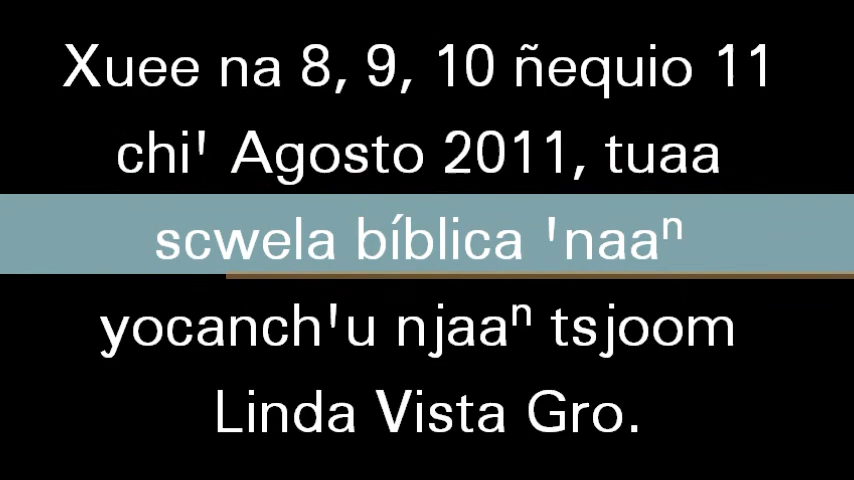 Xuee na 8, 9, 10 ñequio 11
chiꞌ Agosto 2011, tuaa
scwela bíblica ꞌnaaⁿ
yocanchꞌu njaaⁿ tsjoom
Linda Vista Gro.